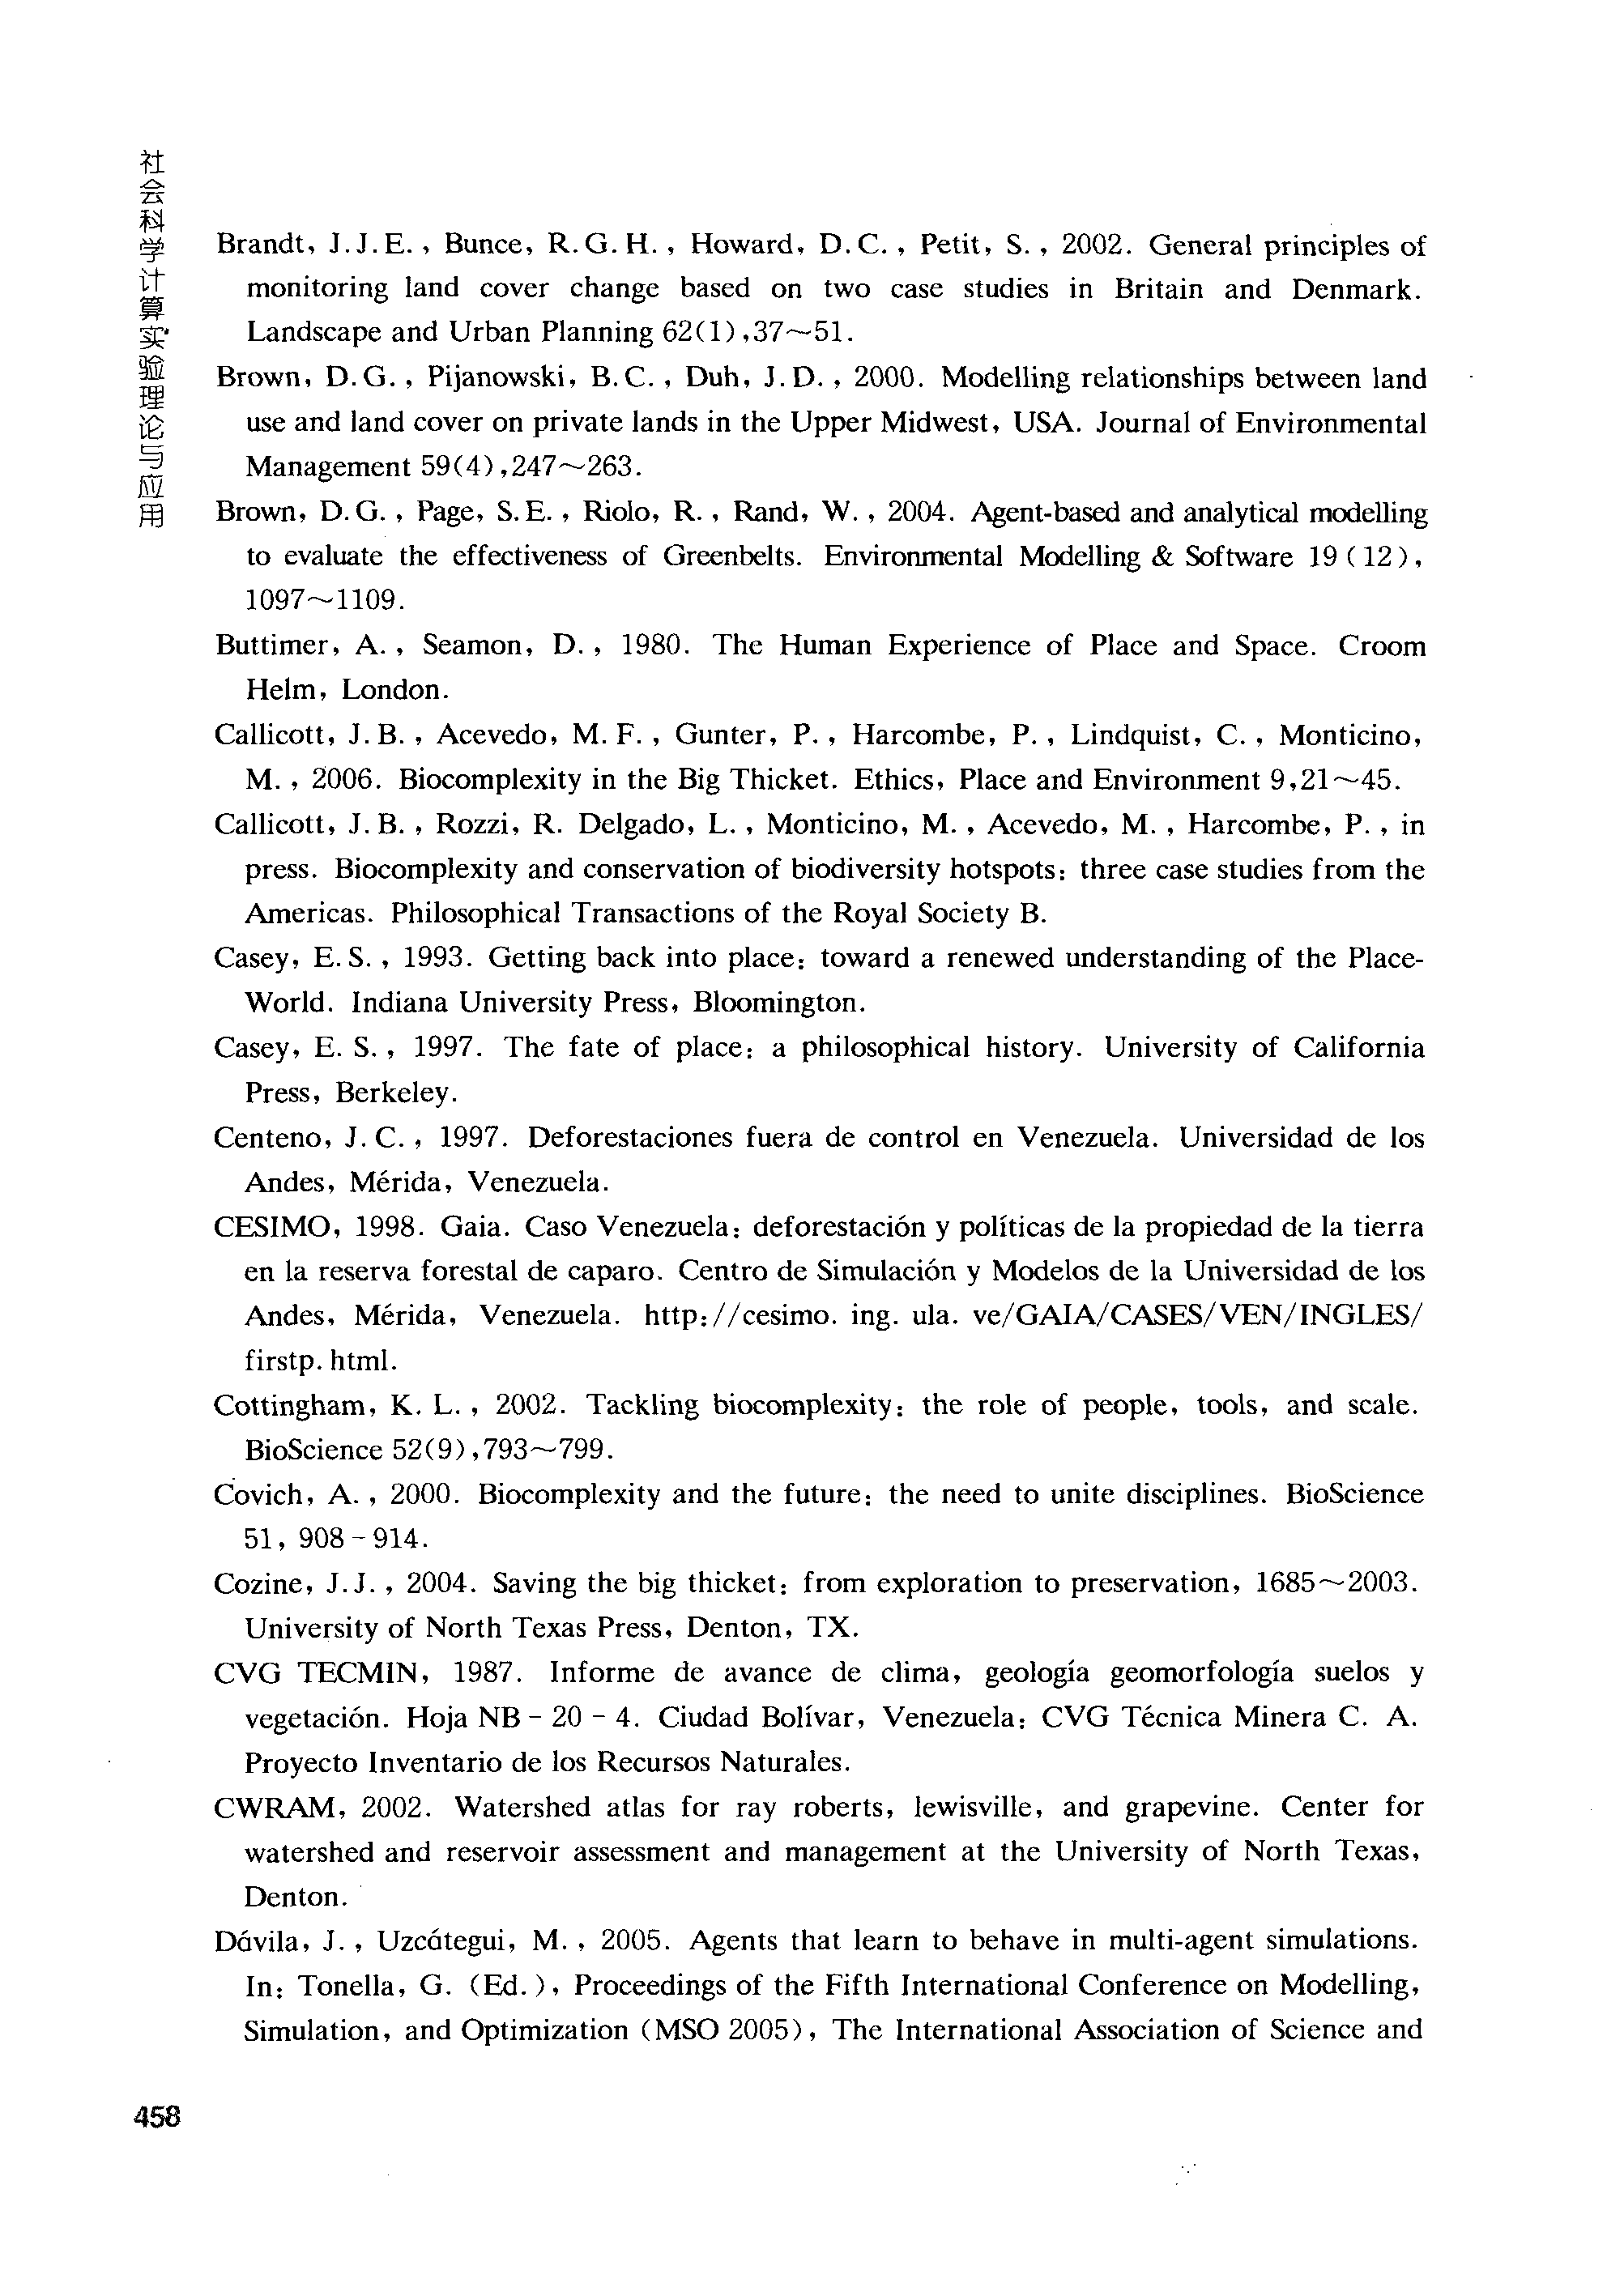 社会科学计算实验理论与应用
Brandt, J.J.E., Bunce, R.G.H., Howard, D.C., Petit, S., 2002. General principles of
monitoring land cover change based on two case studies in Britain and Denmark.
Landscape and Urban Planning 62(1),37～51.
Brown, D.G., Pijanowski, B.C., Duh, J.D., 2000. Modelling relationships between land
use and land cover on private lands in the Upper Midwest, USA. Journal of Environmental
Management 59(4),247～263.
Brown, D.G., Page, S.E., Riolo, R., Rand, W., 2004. Agent-based and analytical modelling
to evaluate the effectiveness of Greenbelts. Environmental Modelling & Software 19(12),
1097～1109.
Buttimer, A., Seamon, D., 1980. The Human Experience of Place and Space. Croom
Helm, London.
Callicott, J.B., Acevedo, M.F., Gunter, P., Harcombe, P., Lindquist, C., Monticino,
M., 2006. Biocomplexity in the Big Thicket. Ethics, Place and Environment 9,21～45.
Callicott, J.B., Rozzi, R. Delgado, L., Monticino, M., Acevedo, M., Harcombe, P., in
press. Biocomplexity and conservation of biodiversity hotspots: three case studies from the
Americas. Philosophical Transactions of the Royal Society B.
Casey, E.S., 1993. Getting back into place: toward a renewed understanding of the Place-
World. Indiana University Press, Bloomington.
Casey, E. S., 1997. The fate of place: a philosophical history. University of California
Press, Berkeley.
Centeno, J.C., 1997. Deforestaciones fuera de control en Venezuela. Universidad de los
Andes, Mérida, Venezuela.
CESIMO, 1998. Gaia. Caso Venezuela: deforestación y políticas de la propiedad de la tierra
en la reserva forestal de caparo. Centro de Simulación y Modelos de la Universidad de los
Andes, Mérida, Venezuela. http://cesimo. ing. ula. ve/GAIA/CASES/VEN/INGLES/
firstp. html.
Cottingham, K. L., 2002. Tackling biocomplexity: the role of people, tools, and scale.
BioScience 52(9),793～799.
Covich, A., 2000. Biocomplexity and the future: the need to unite disciplines. BioScience
51, 908-914.
Cozine, J.J., 2004. Saving the big thicket: from exploration to preservation, 1685～2003.
University of North Texas Press, Denton, TX.
CVG TECMIN, 1987. Informe de avance de clima, geología geomorfología suelos y
vegetación. Hoja NB - 20 - 4. Ciudad Bolívar, Venezuela: CVG Técnica Minera C. A.
Proyecto Inventario de los Recursos Naturales.
CWRAM, 2002. Watershed atlas for ray roberts, lewisville, and grapevine. Center for
watershed and reservoir assessment and management at the University of North Texas,
Denton.
Dávila, J., Uzcátegui, M., 2005. Agents that learn to behave in multi-agent simulations.
In: Tonella, G. (Ed.), Proceedings of the Fifth International Conference on Modelling,
Simulation, and Optimization (MSO 2005), The International Association of Science and
458